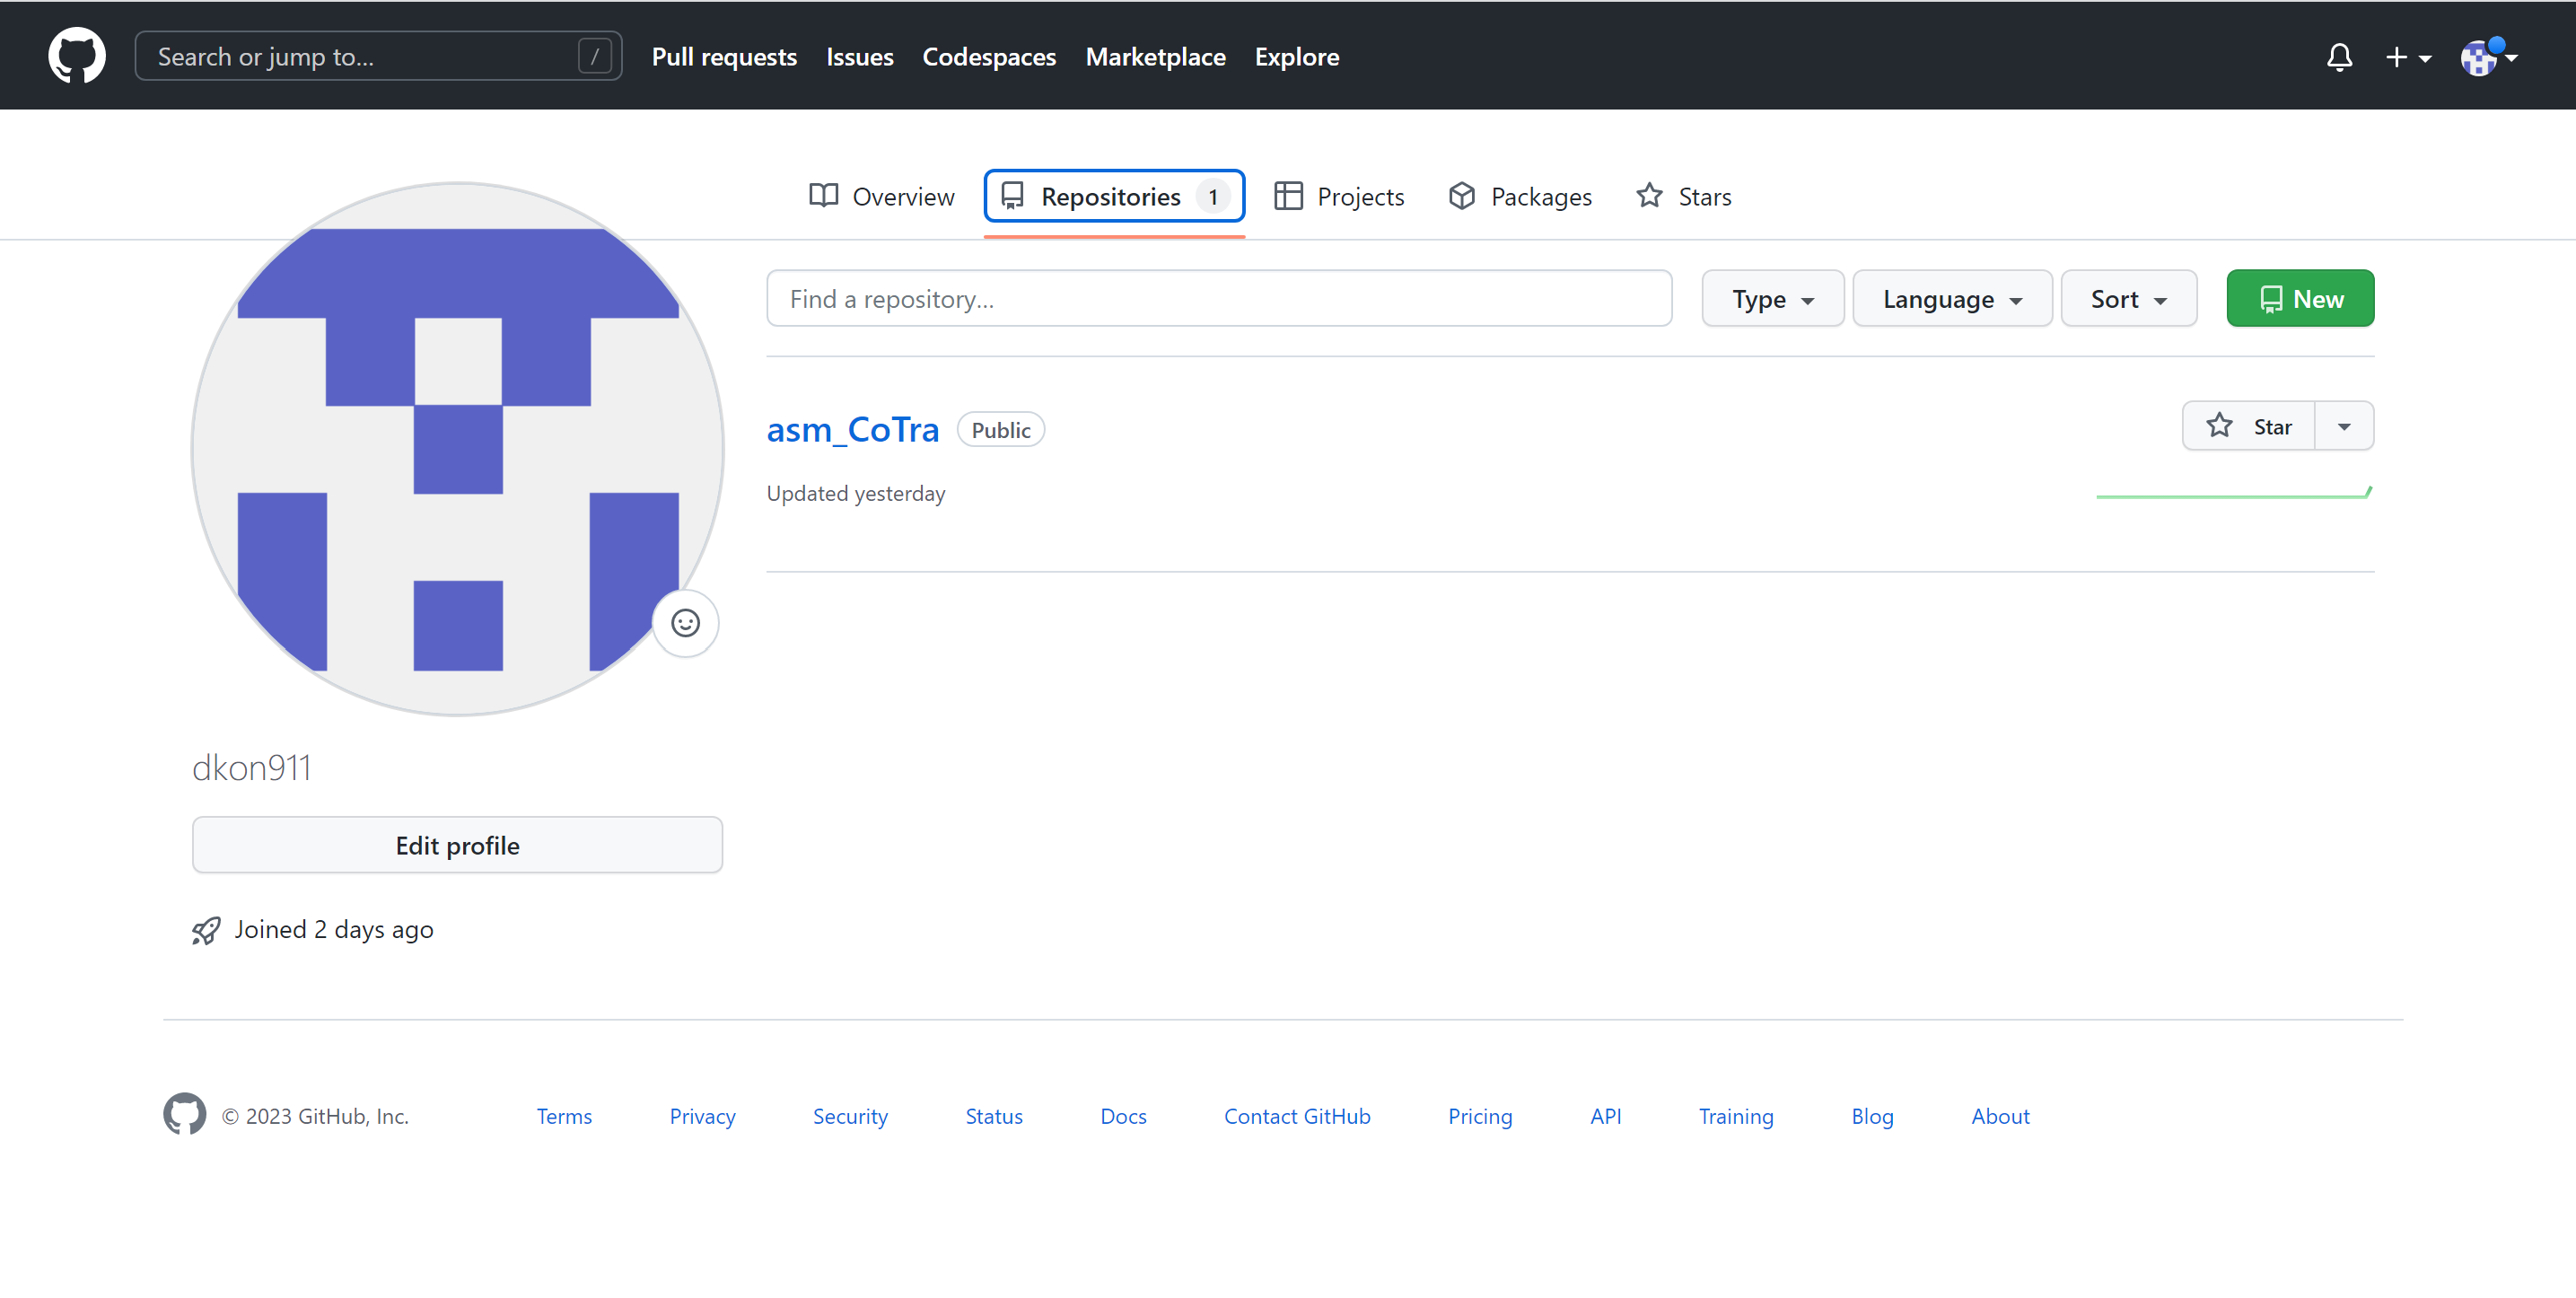 Search or jump to...
/
Pull requests
Issues
Codespaces
Marketplace
Explore
Overview
Repositories 1
Projects
Packages
Stars
Find a repository...
Type
Language
Sort
New
asm_CoTra
Public
Star
Updated yesterday
dkon911
Edit profile
Joined 2 days ago
© 2023 GitHub, Inc.
Terms
Privacy
Security
Status
Docs
Contact GitHub
Pricing
API
Training
Blog
About